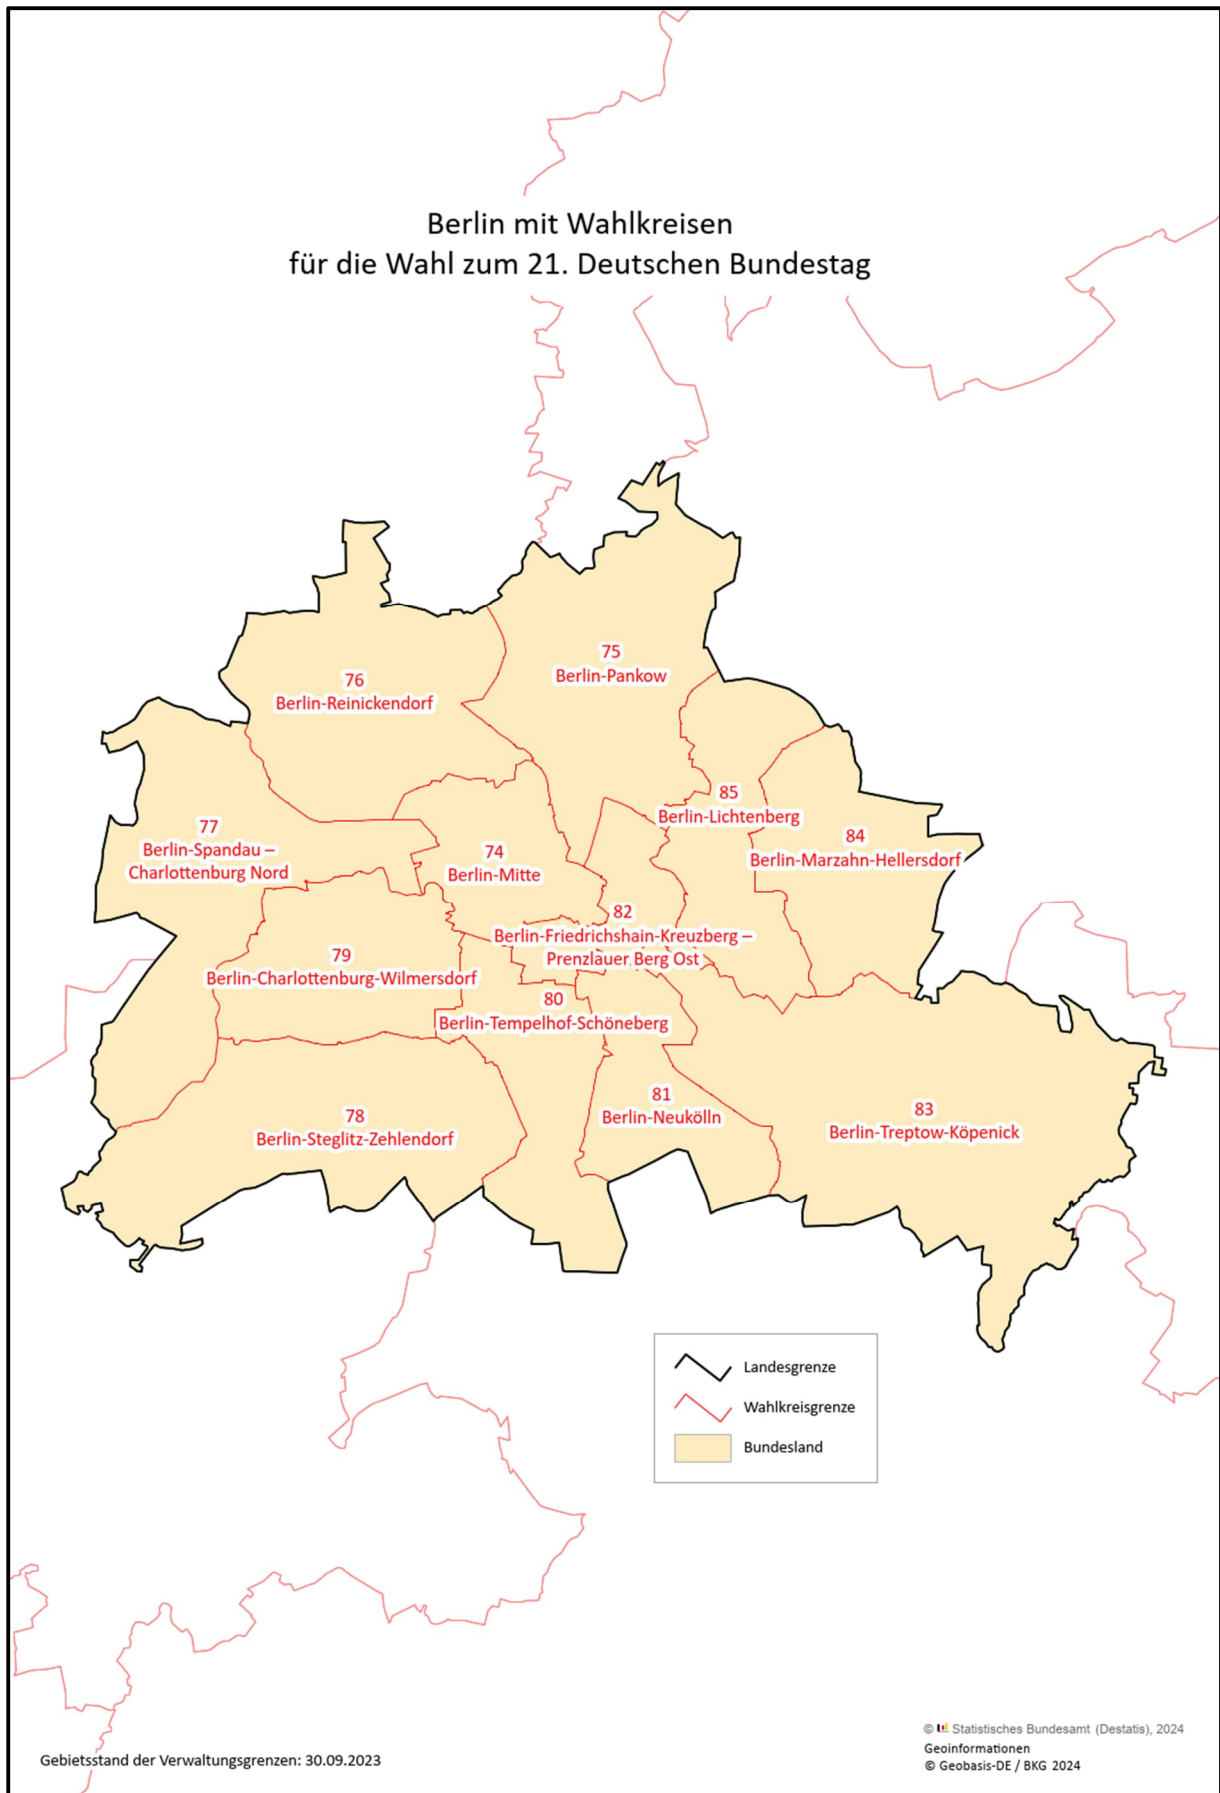 Berlin mit Wahlkreisen
für die Wahl zum 21. Deutschen Bundestag
75
Berlin-Pankow
76
Berlin-Reinickendorf
85
Berlin-Lichtenberg
77
Berlin-Spandau –
Charlottenburg Nord
84
Berlin-Marzahn-Hellersdorf
74
Berlin-Mitte
82
Berlin-Friedrichshain-Kreuzberg –
Prenzlauer Berg Ost
79
Berlin-Charlottenburg-Wilmersdorf
80
Berlin-Tempelhof-Schöneberg
81
Berlin-Neukölln
83
Berlin-Treptow-Köpenick
78
Berlin-Steglitz-Zehlendorf
Landesgrenze
Wahlkreisgrenze
Bundesland
© Statistisches Bundesamt (Destatis), 2024
Geoinformationen
© Geobasis-DE / BKG 2024
Gebietsstand der Verwaltungsgrenzen: 30.09.2023